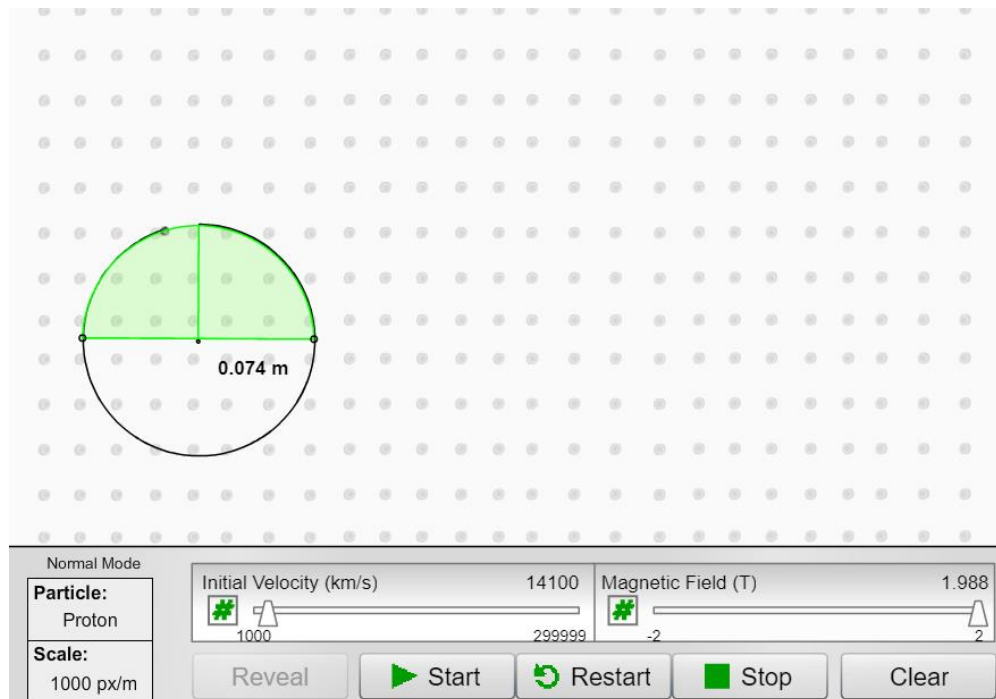 0.074 m
Normal Mode
Particle:
Proton
Scale:
1000 px/m
Initial Velocity (km/s) 14100
#
1000 299999
Magnetic Field (T) 1.988
#
-2 2
Reveal
Start
Restart
Stop
Clear